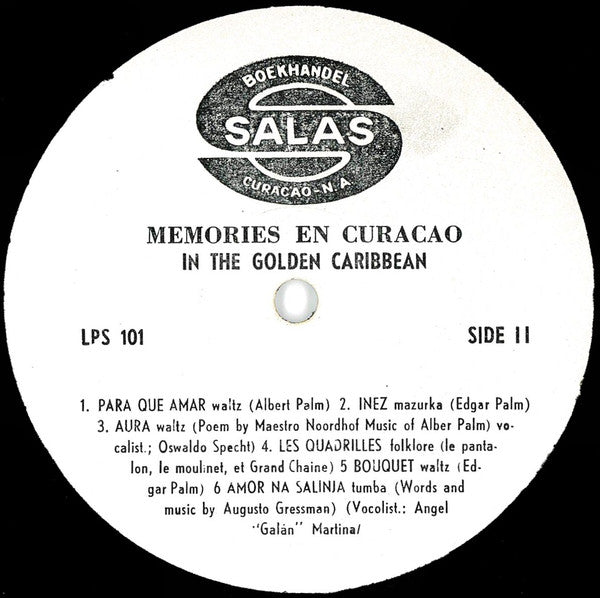 BOEKHANDEL
SALAS
CURACAO-N.A
MEMORIES EN CURACAO
IN THE GOLDEN CARIBBEAN
LPS 101
SIDE II
1. PARA QUE AMAR waltz (Albert Palm) 2. INEZ mazurka (Edgar Palm)
3. AURA waltz (Poem by Maestro Noordhof Music of Alber Palm) vo-
calist.; Oswaldo Specht) 4. LES QUADRILLES folklore (le panta-
lon, le moulinet, et Grand Chaine) 5 BOUQUET waltz (Ed-
gar Palm) 6 AMOR NA SALINJA tumba (Words and
music by Augusto Gressman) (Vocolist.: Angel
"Galán" Martina/